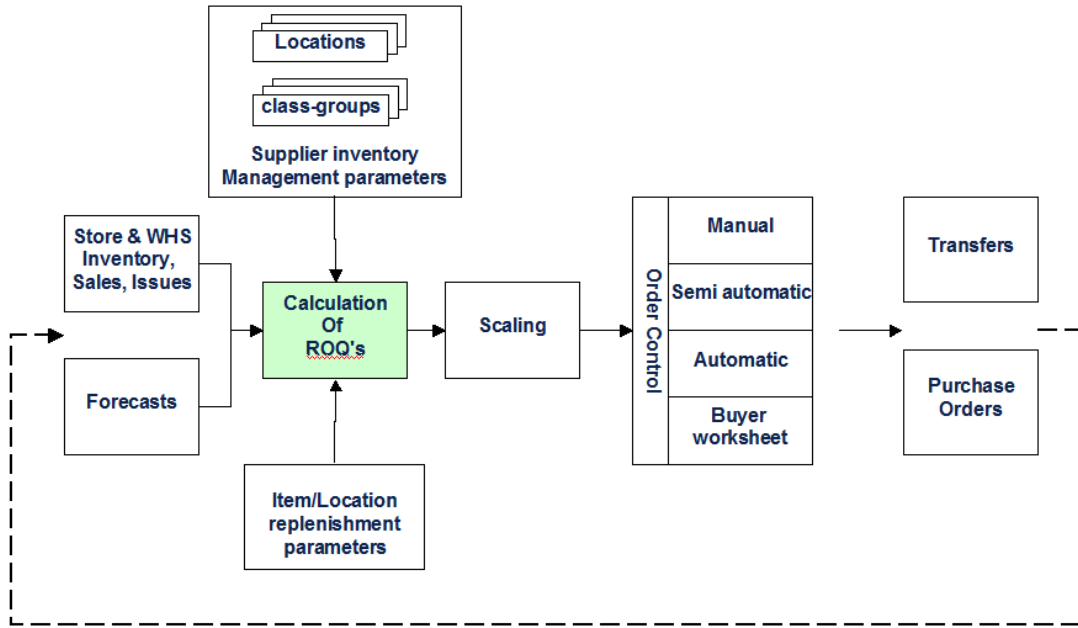 Locations
class-groups
Supplier inventory
Management parameters
Store & WHS
Inventory,
Sales, Issues
Forecasts
Calculation
Of
ROQ's
Item/Location
replenishment
parameters
Scaling
Order Control
Manual
Semi automatic
Automatic
Buyer
worksheet
Transfers
Purchase
Orders